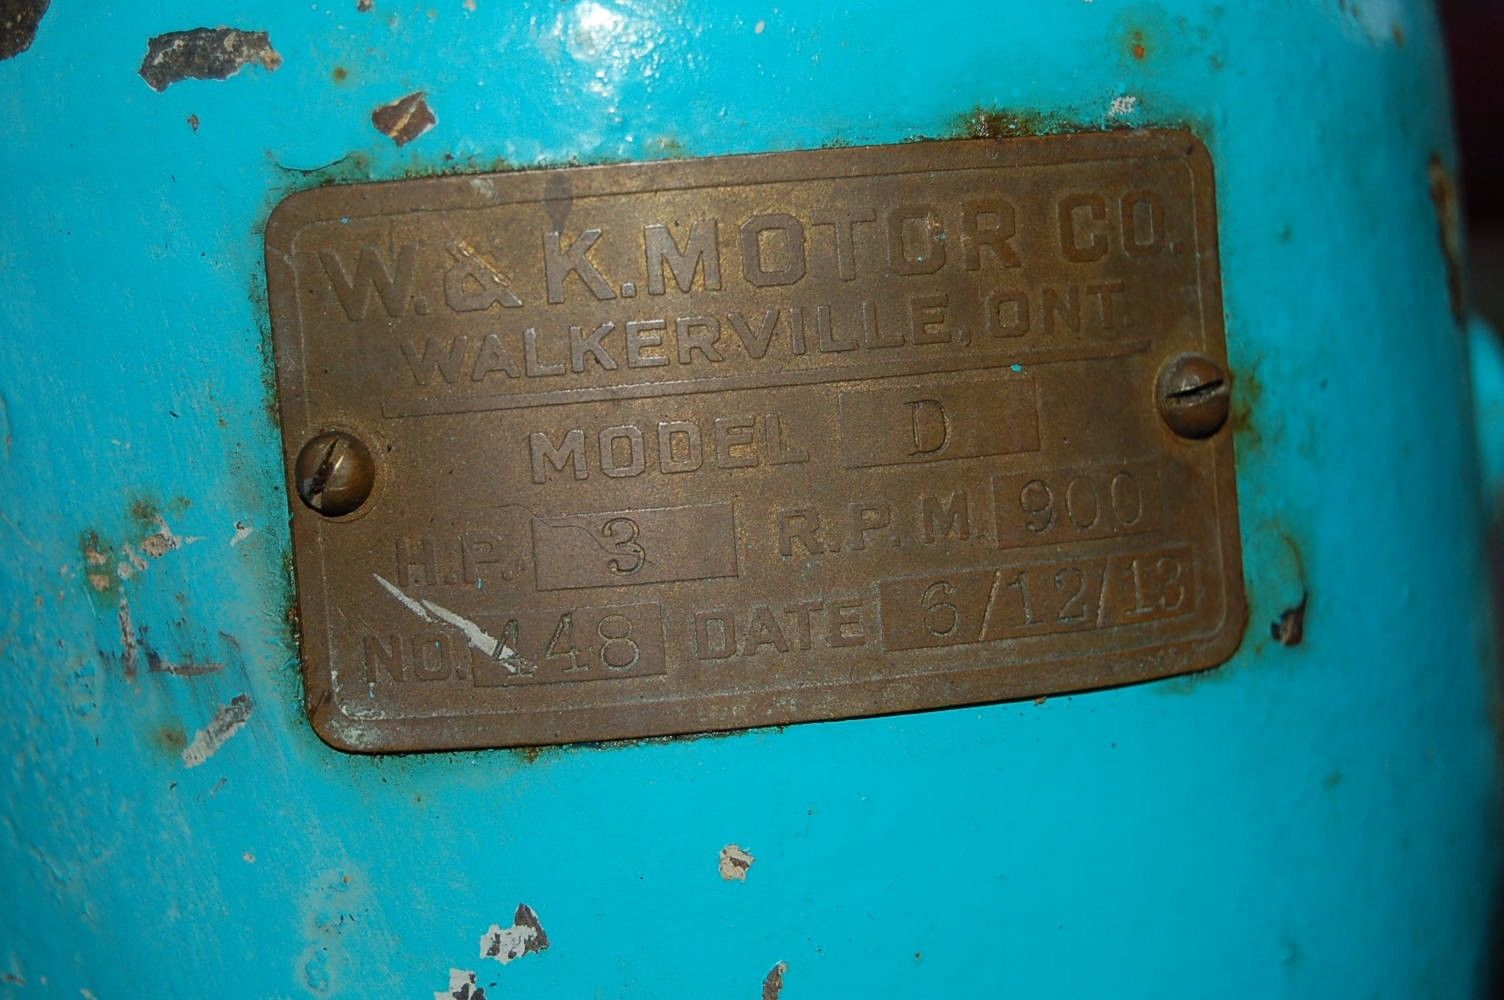 W. & K. MOTOR CO.
WALKERVILLE, ONT.
MODEL D
H.P. 3 R.P.M. 900
NO. 448 DATE 6/12/13